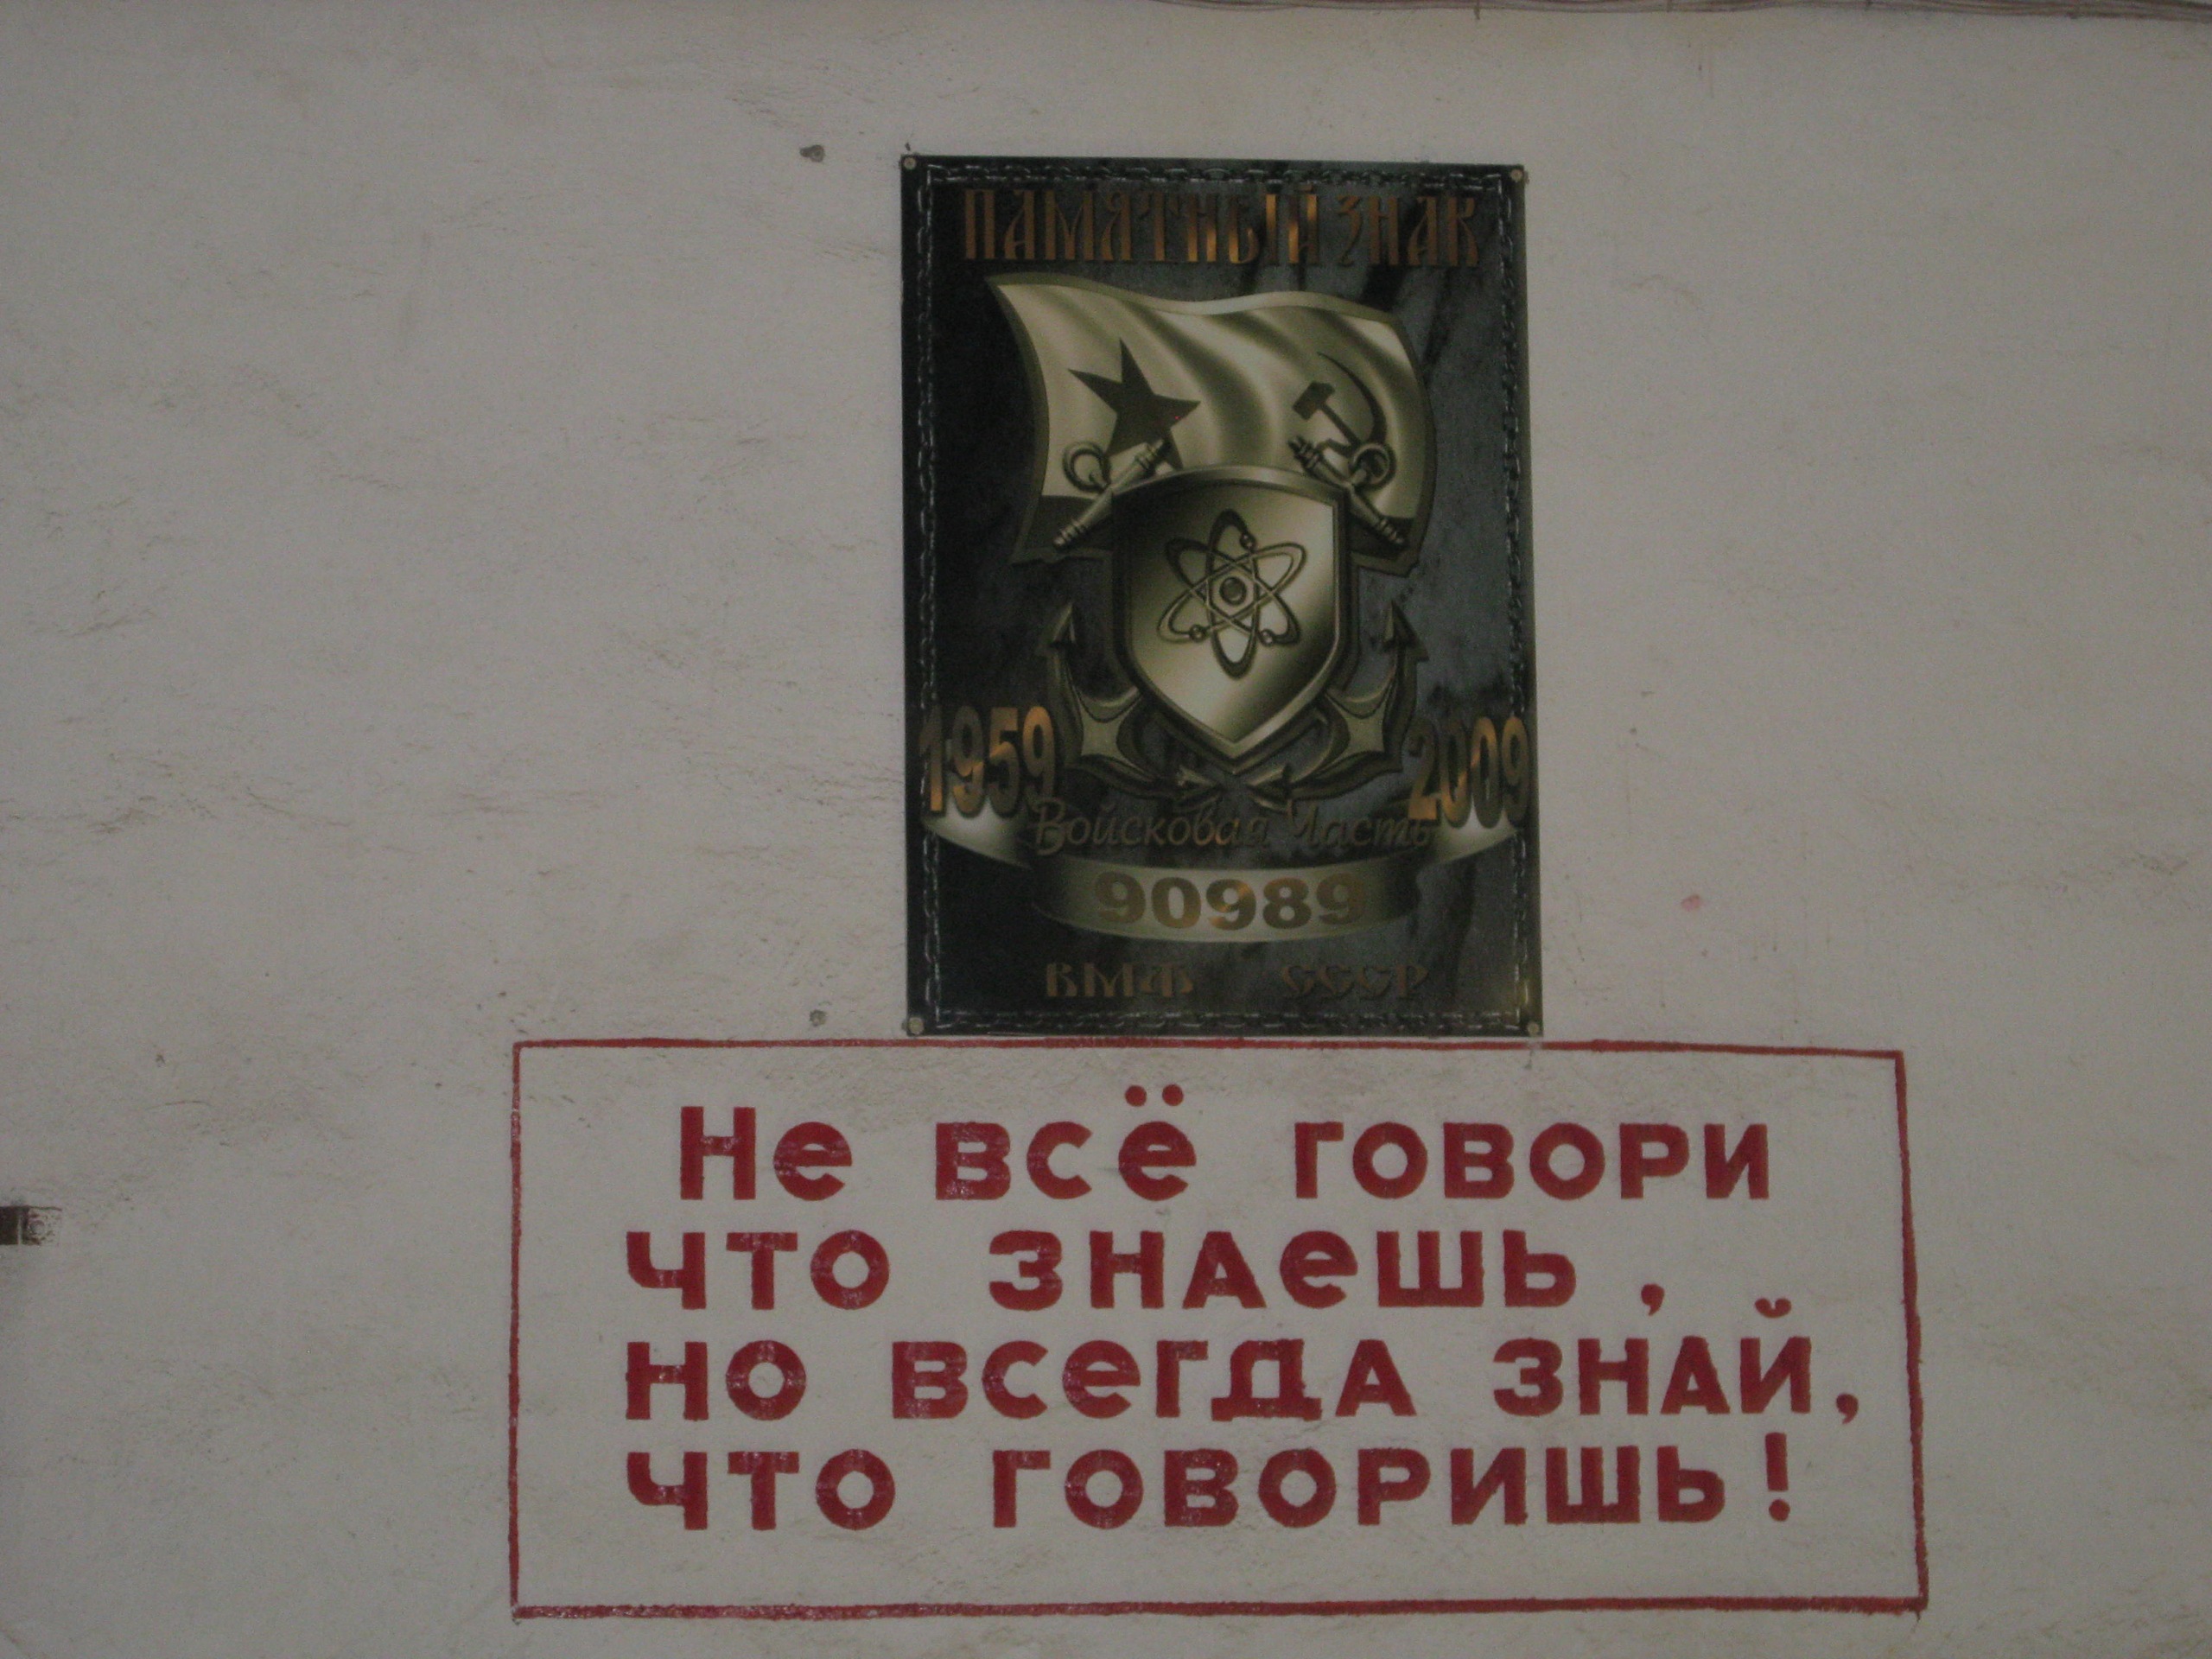 ПАМЯТНЫЙ ЗНАК
1959 2009
Войсковая Часть
90989
ВМФ СССР
Не всё говори
что знаешь,
но всегда знай,
что говоришь!